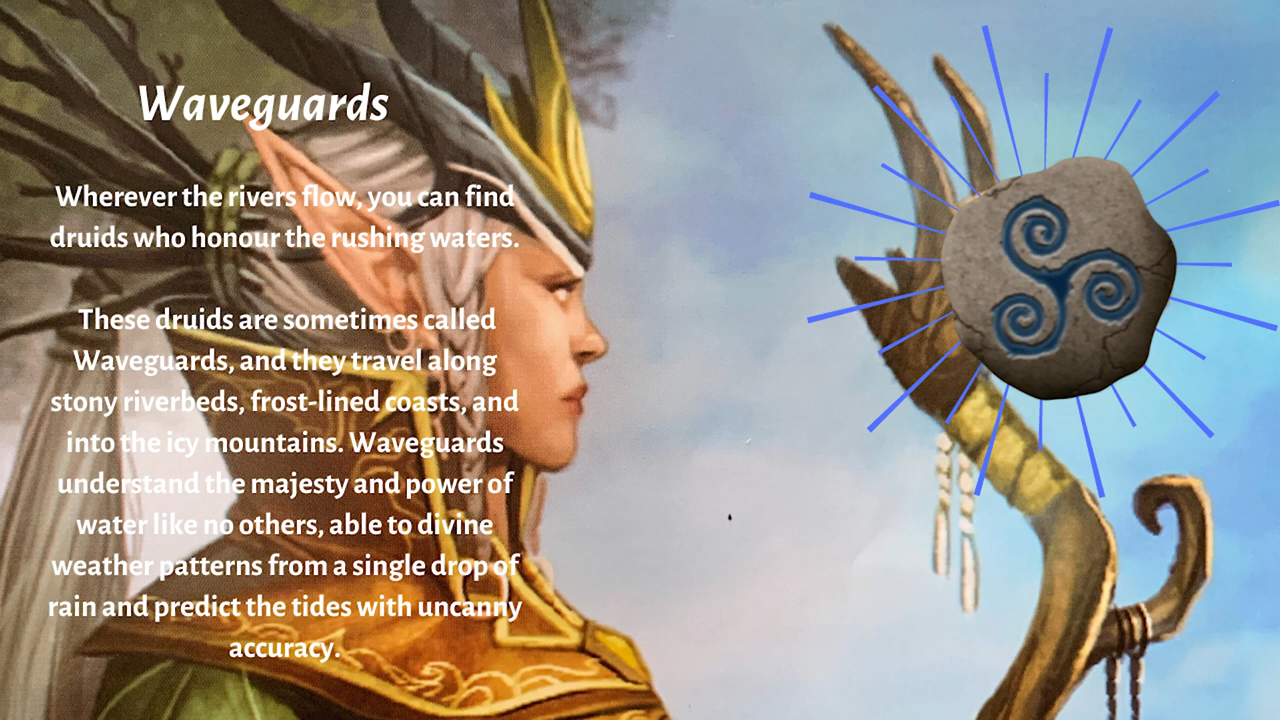 Waveguards
Wherever the rivers flow, you can find
druids who honour the rushing waters.
These druids are sometimes called
Waveguards, and they travel along
stony riverbeds, frost-lined coasts, and
into the icy mountains. Waveguards
understand the majesty and power of
water like no others, able to divine
weather patterns from a single drop of
rain and predict the tides with uncanny
accuracy.